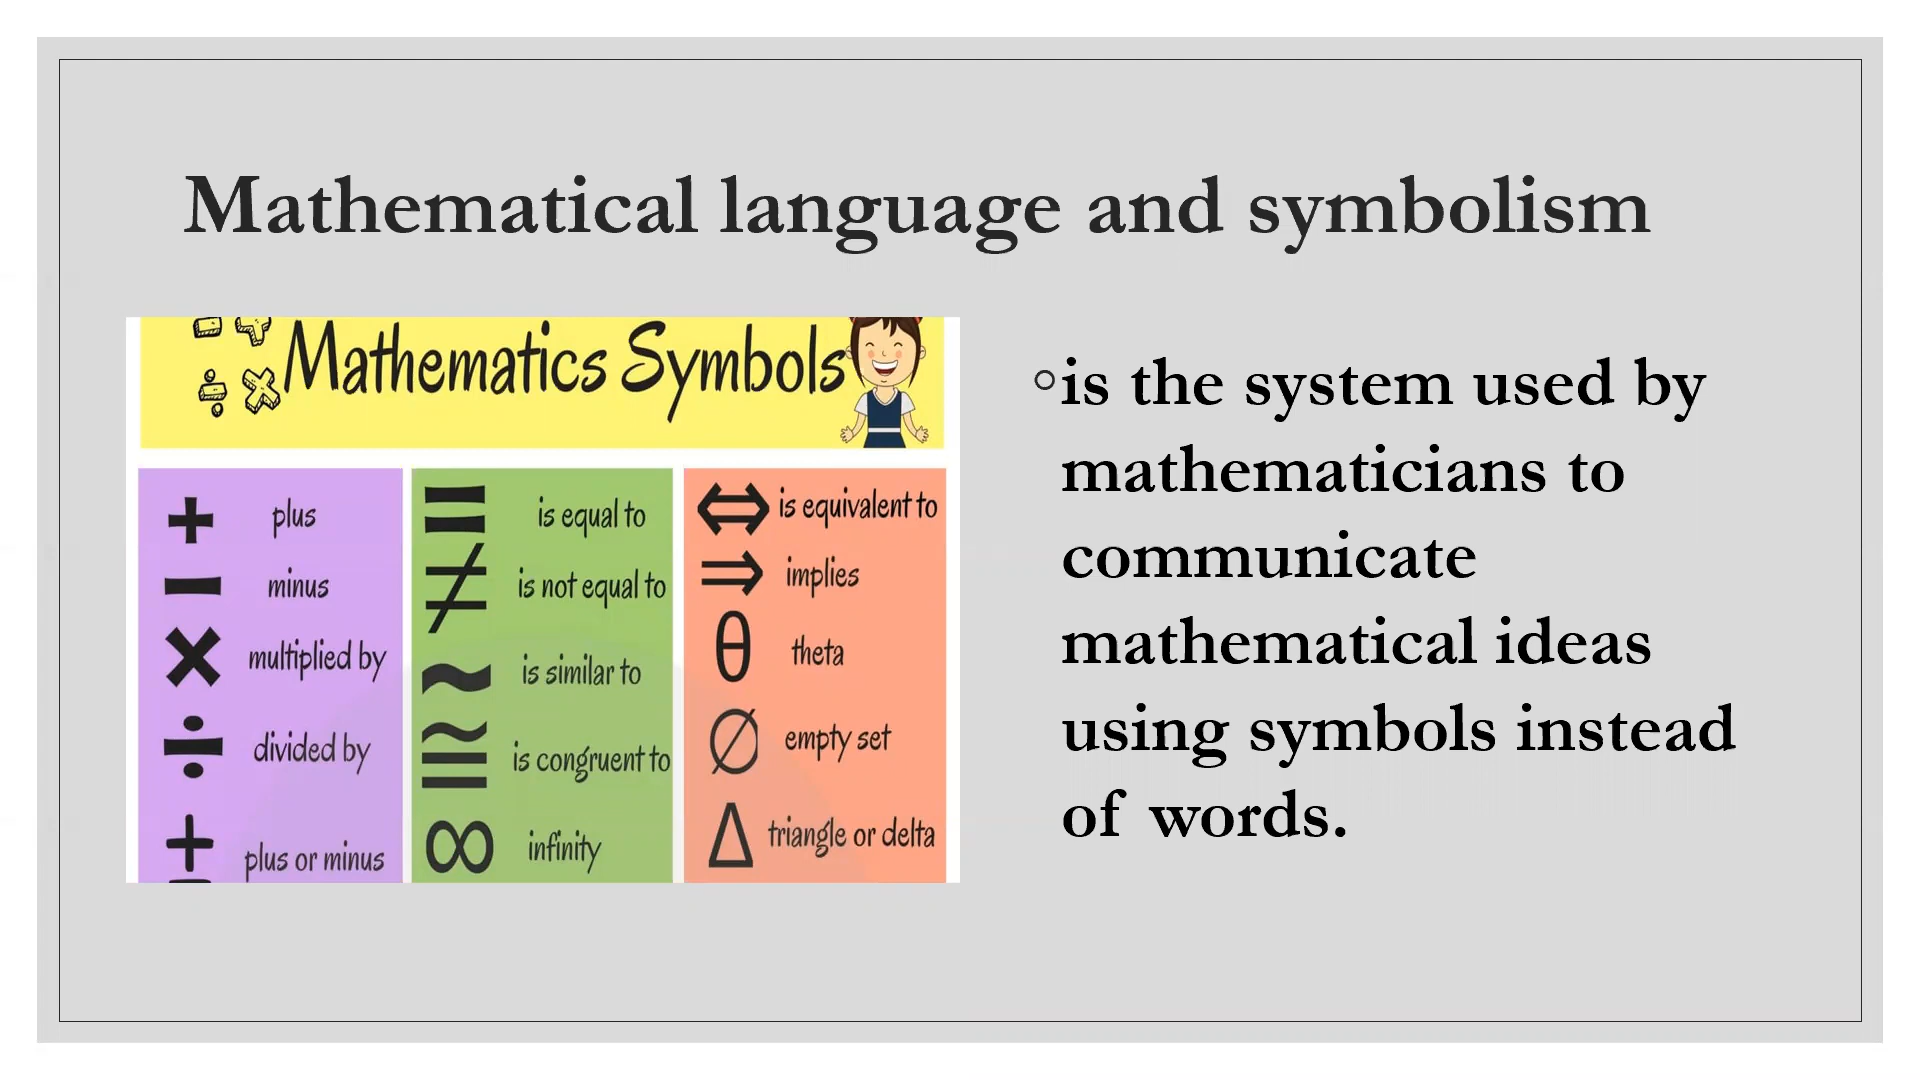 Mathematical language and symbolism
Mathematics Symbols
+ plus
− minus
× multiplied by
÷ divided by
± plus or minus
= is equal to
≠ is not equal to
~ is similar to
≅ is congruent to
∞ infinity
⇔ is equivalent to
⇒ implies
θ theta
∅ empty set
Δ triangle or delta
is the system used by
mathematicians to
communicate
mathematical ideas
using symbols instead
of words.